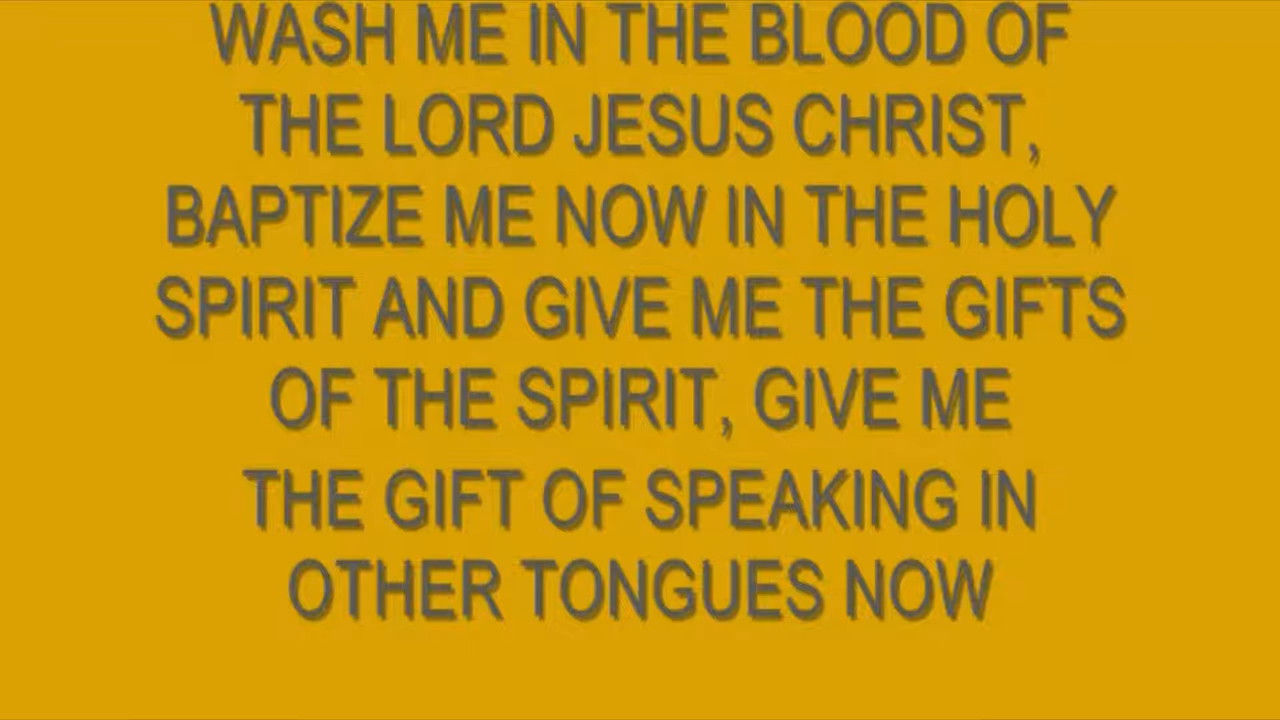 WASH ME IN THE BLOOD OF
THE LORD JESUS CHRIST,
BAPTIZE ME NOW IN THE HOLY
SPIRIT AND GIVE ME THE GIFTS
OF THE SPIRIT, GIVE ME
THE GIFT OF SPEAKING IN
OTHER TONGUES NOW